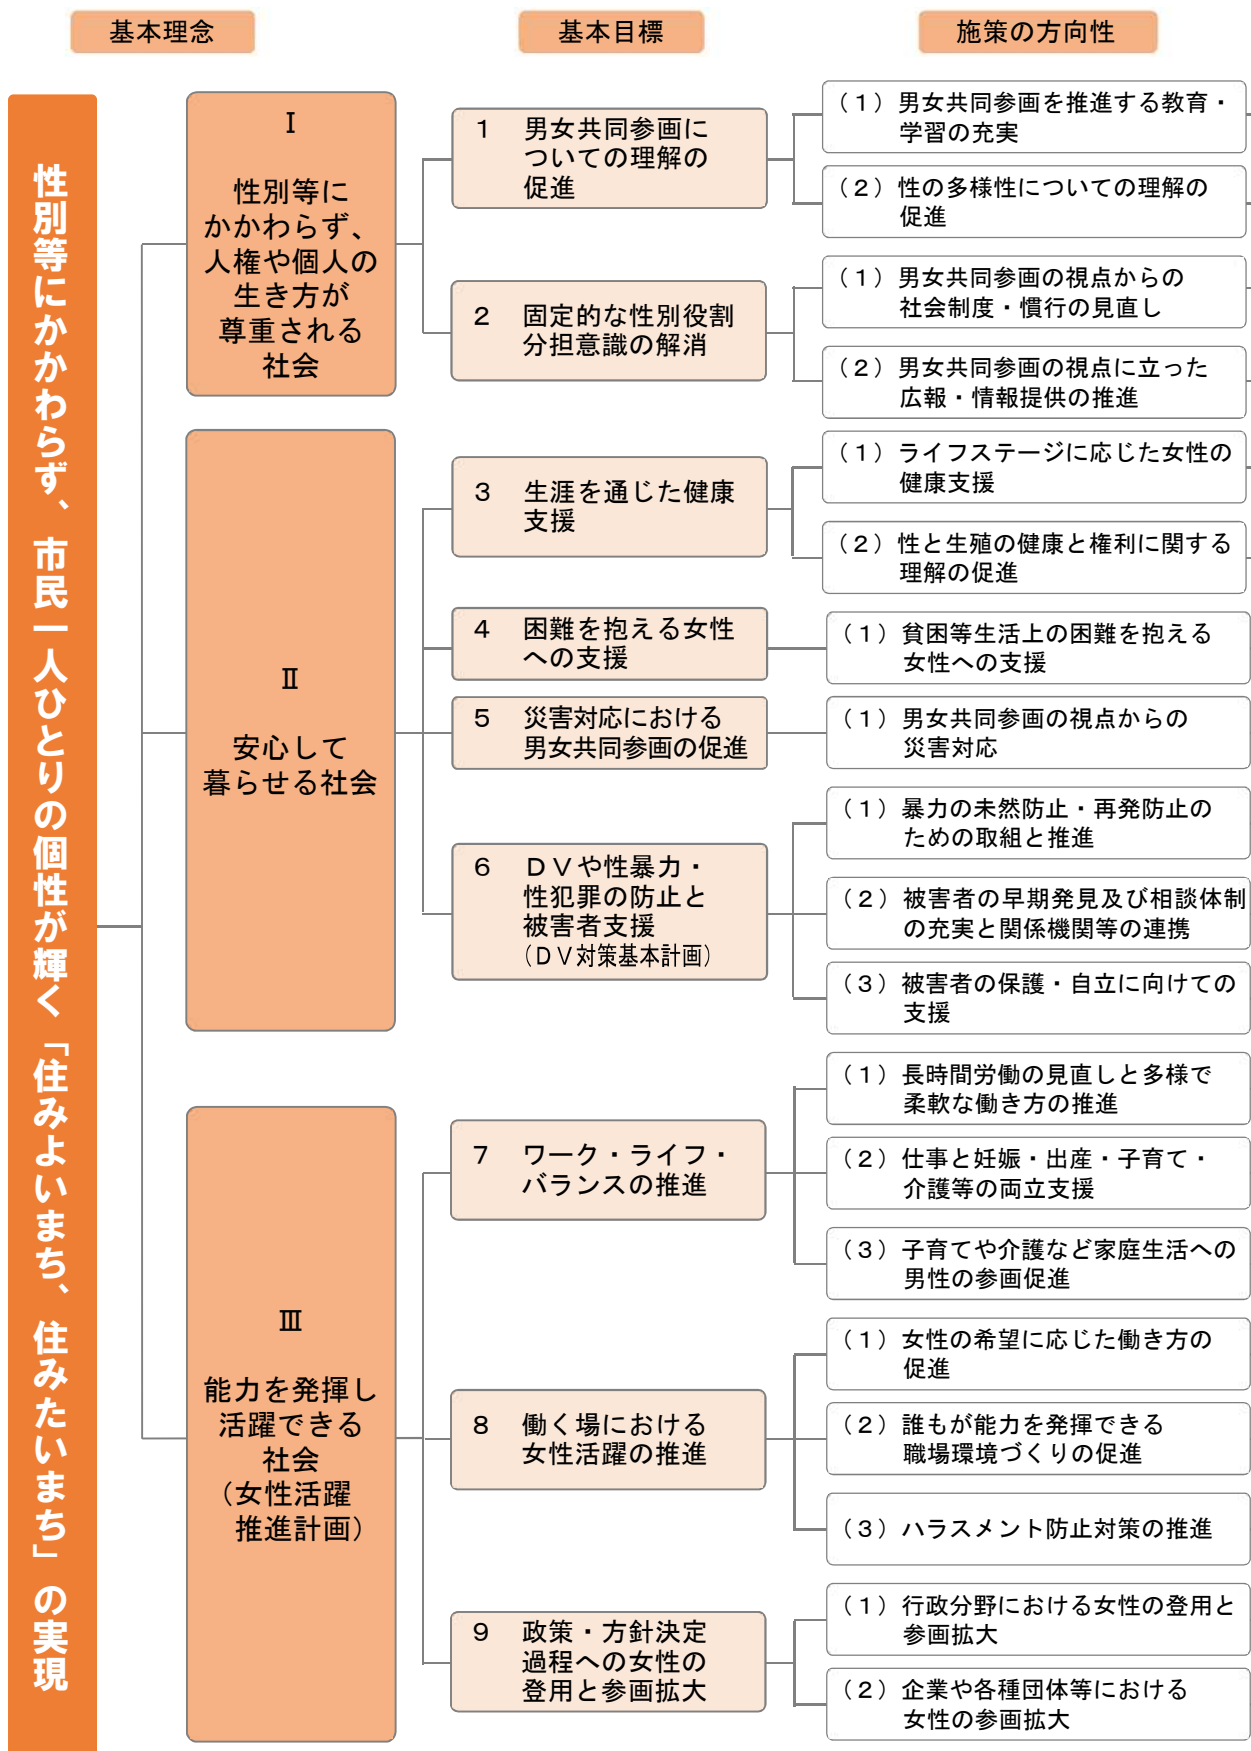 基本理念
基本目標
施策の方向性
性別等にかかわらず、市民一人ひとりの個性が輝く「住みよいまち、住みたいまち」の実現
Ⅰ
性別等に
かかわらず、
人権や個人の
生き方が
尊重される
社会
1 男女共同参画に
ついての理解の
促進
（1）男女共同参画を推進する教育・
学習の充実
（2）性の多様性についての理解の
促進
2 固定的な性別役割
分担意識の解消
（1）男女共同参画の視点からの
社会制度・慣行の見直し
（2）男女共同参画の視点に立った
広報・情報提供の推進
Ⅱ
安心して
暮らせる社会
3 生涯を通じた健康
支援
（1）ライフステージに応じた女性の
健康支援
（2）性と生殖の健康と権利に関する
理解の促進
4 困難を抱える女性
への支援
（1）貧困等生活上の困難を抱える
女性への支援
5 災害対応における
男女共同参画の促進
（1）男女共同参画の視点からの
災害対応
6 ＤＶや性暴力・
性犯罪の防止と
被害者支援
（ＤＶ対策基本計画）
（1）暴力の未然防止・再発防止の
ための取組と推進
（2）被害者の早期発見及び相談体制
の充実と関係機関等の連携
（3）被害者の保護・自立に向けての
支援
Ⅲ
能力を発揮し
活躍できる
社会
（女性活躍
推進計画）
7 ワーク・ライフ・
バランスの推進
（1）長時間労働の見直しと多様で
柔軟な働き方の推進
（2）仕事と妊娠・出産・子育て・
介護等の両立支援
（3）子育てや介護など家庭生活への
男性の参画促進
8 働く場における
女性活躍の推進
（1）女性の希望に応じた働き方の
促進
（2）誰もが能力を発揮できる
職場環境づくりの促進
（3）ハラスメント防止対策の推進
9 政策・方針決定
過程への女性の
登用と参画拡大
（1）行政分野における女性の登用と
参画拡大
（2）企業や各種団体等における
女性の参画拡大